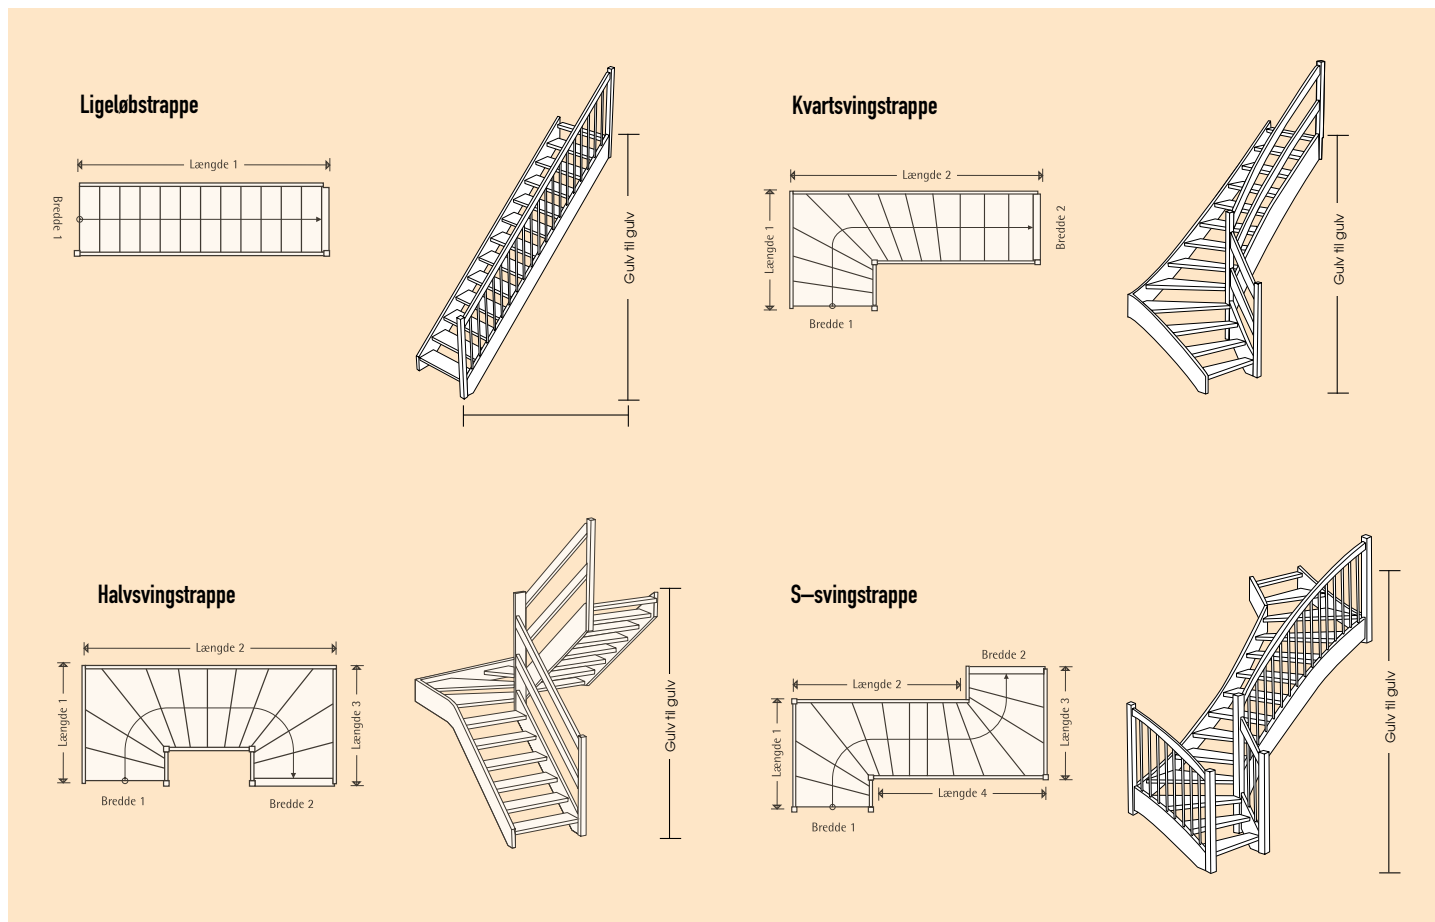 Ligeløbstrappe
Længde 1
Bredde 1
Gulv til gulv
Kvartsvingstrappe
Længde 2
Længde 1
Bredde 2
Bredde 1
Gulv til gulv
Halvsvingstrappe
Længde 2
Længde 1
Længde 3
Bredde 1
Bredde 2
Gulv til gulv
S–svingstrappe
Bredde 2
Længde 2
Længde 1
Længde 3
Længde 4
Bredde 1
Gulv til gulv